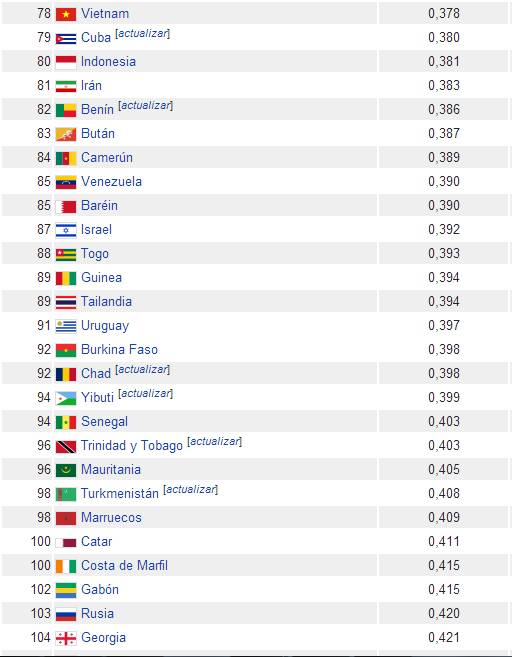 78 Vietnam 0,378
79 Cuba [actualizar] 0,380
80 Indonesia 0,381
81 Irán 0,383
82 Benín [actualizar] 0,386
83 Bután 0,387
84 Camerún 0,389
85 Venezuela 0,390
85 Baréin 0,390
87 Israel 0,392
88 Togo 0,393
89 Guinea 0,394
89 Tailandia 0,394
91 Uruguay 0,397
92 Burkina Faso 0,398
92 Chad [actualizar] 0,398
94 Yibuti [actualizar] 0,399
94 Senegal 0,403
96 Trinidad y Tobago [actualizar] 0,403
96 Mauritania 0,405
98 Turkmenistán [actualizar] 0,408
98 Marruecos 0,409
100 Catar 0,411
100 Costa de Marfil 0,415
102 Gabón 0,415
103 Rusia 0,420
104 Georgia 0,421